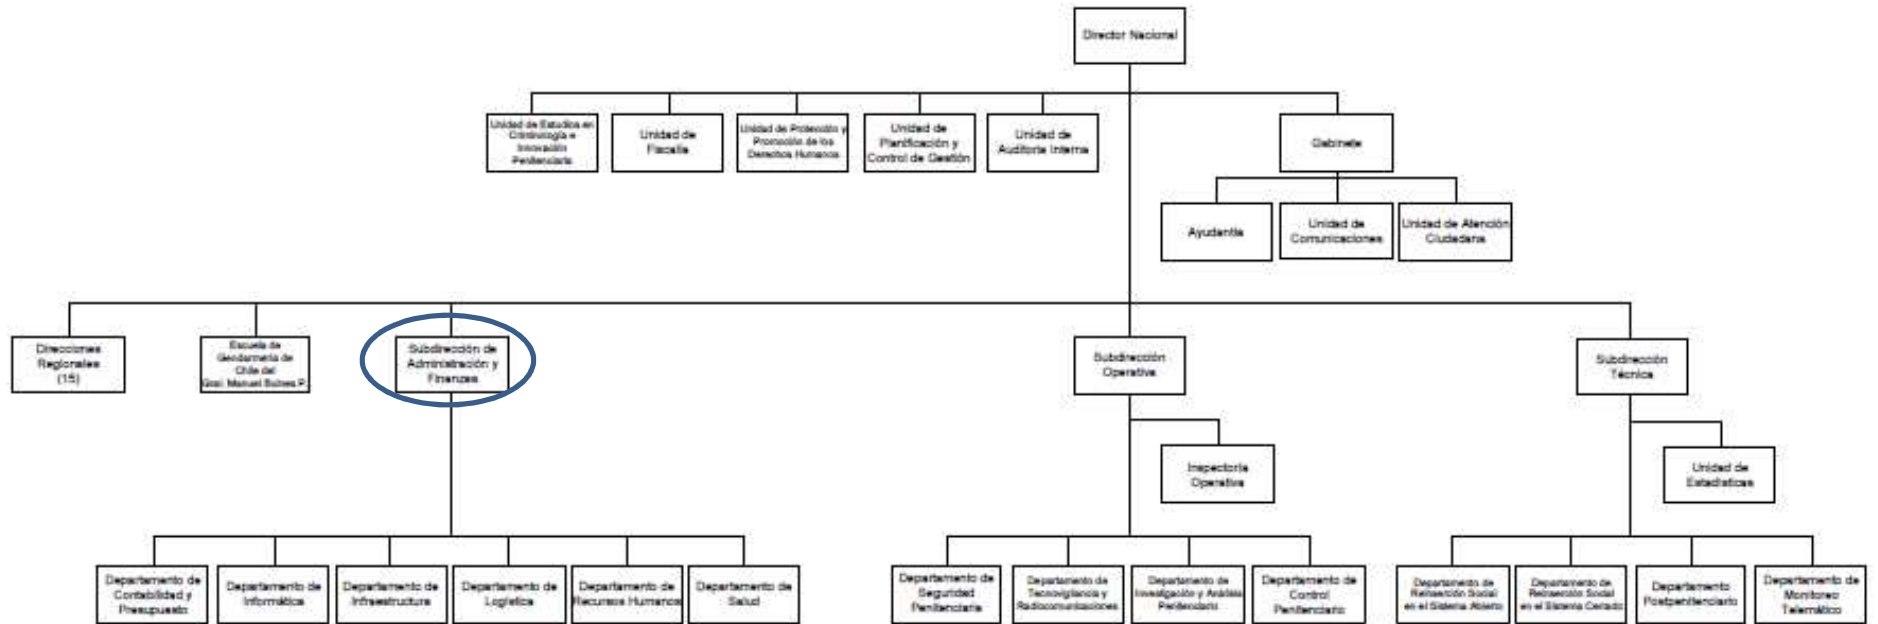 Director Nacional
Unidad de Estudios en
Criminología e
Innovación
Penitenciaria
Unidad de
Fiscalía
Unidad de Protección y
Promoción de los
Derechos Humanos
Unidad de
Planificación y
Control de Gestión
Unidad de
Auditoría Interna
Gabinete
Ayudantía
Unidad de
Comunicaciones
Unidad de Atención
Ciudadana
Direcciones
Regionales
(15)
Escuela de
Gendarmería de
Chile del
Gral. Manuel Bulnes P.
Subdirección de
Administración y
Finanzas
Subdirección
Operativa
Subdirección
Técnica
Inspectoría
Operativa
Unidad de
Estadísticas
Departamento de
Contabilidad y
Presupuesto
Departamento de
Informática
Departamento de
Infraestructura
Departamento de
Logística
Departamento de
Recursos Humanos
Departamento de
Salud
Departamento de
Seguridad
Penitenciaria
Departamento de
Tecnovigilancia y
Radiocomunicaciones
Departamento de
Investigación y Análisis
Penitenciario
Departamento de
Control
Penitenciario
Departamento de
Reinserción Social
en el Sistema Abierto
Departamento de
Reinserción Social
en el Sistema Cerrado
Departamento
Postpenitenciario
Departamento de
Monitoreo
Telemático